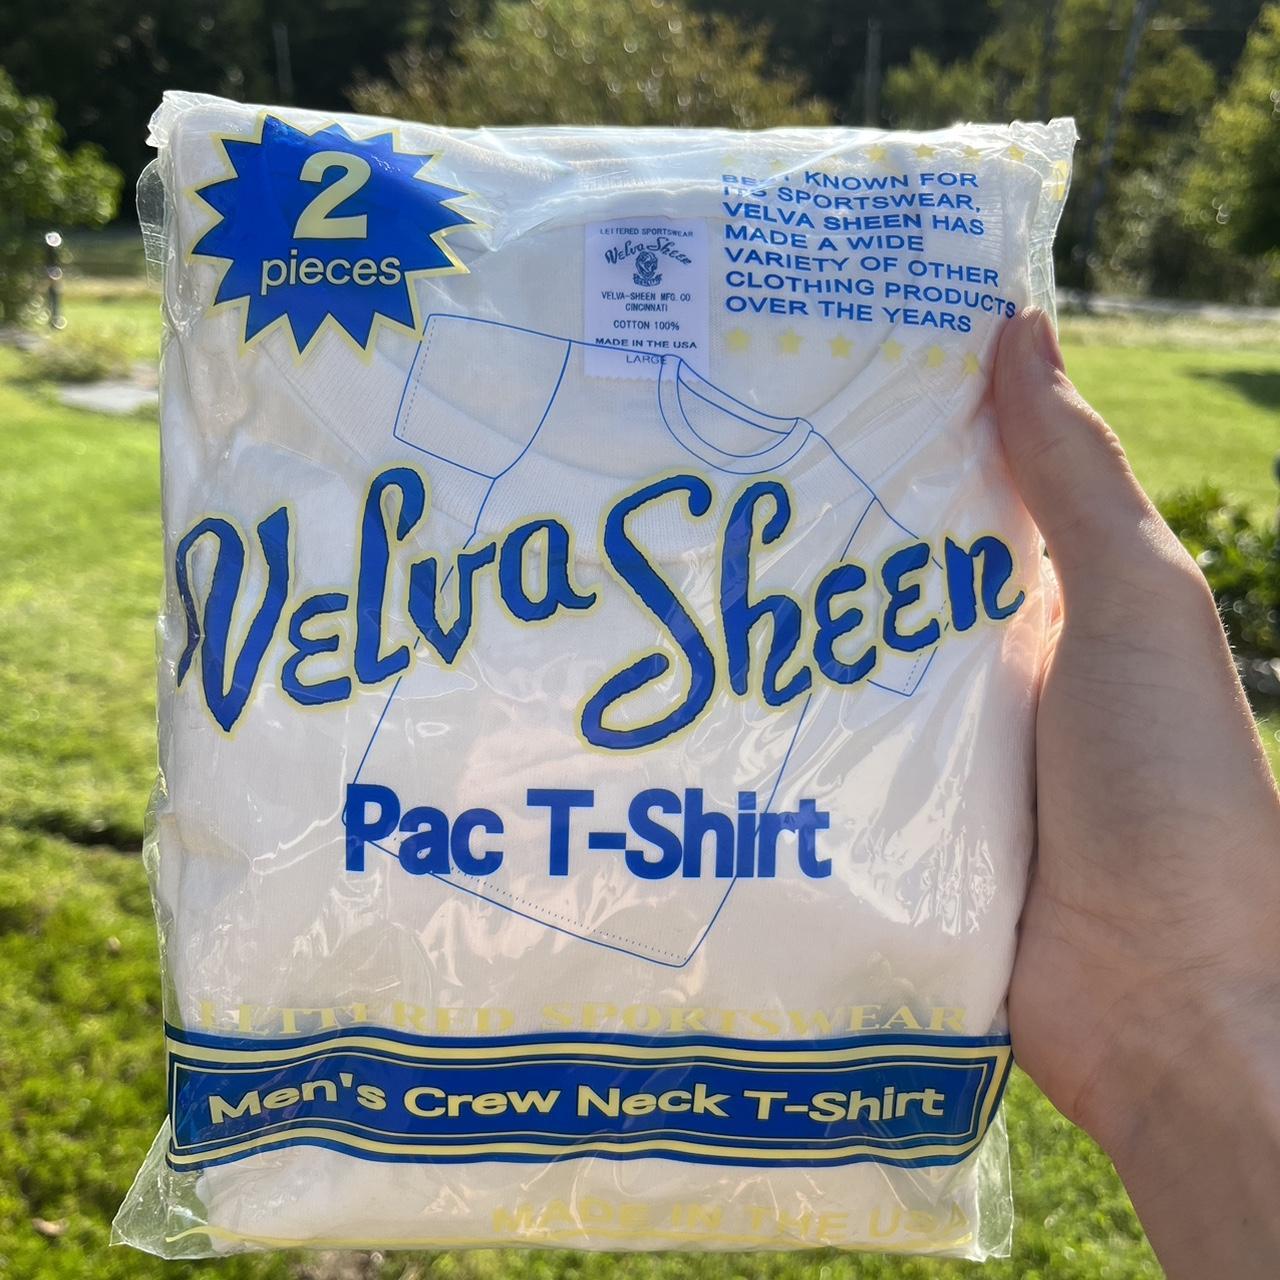 2
pieces
BEST KNOWN FOR
ITS SPORTSWEAR,
VELVA SHEEN HAS
MADE A WIDE
VARIETY OF OTHER
CLOTHING PRODUCTS
OVER THE YEARS
LETTERED SPORTSWEAR
Velva Sheen
VELVA-SHEEN MFG. CO
CINCINNATI
COTTON 100%
MADE IN THE USA
LARGE
Velva Sheen
Pac T-Shirt
LETTERED SPORTSWEAR
Men's Crew Neck T-Shirt
MADE IN THE USA